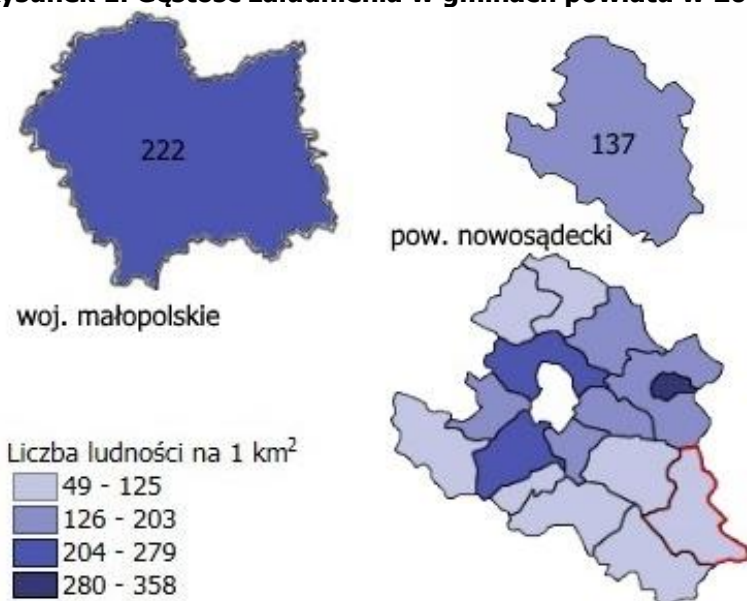 222
137
pow. nowosądecki
woj. małopolskie
Liczba ludności na 1 km²
49 - 125
126 - 203
204 - 279
280 - 358